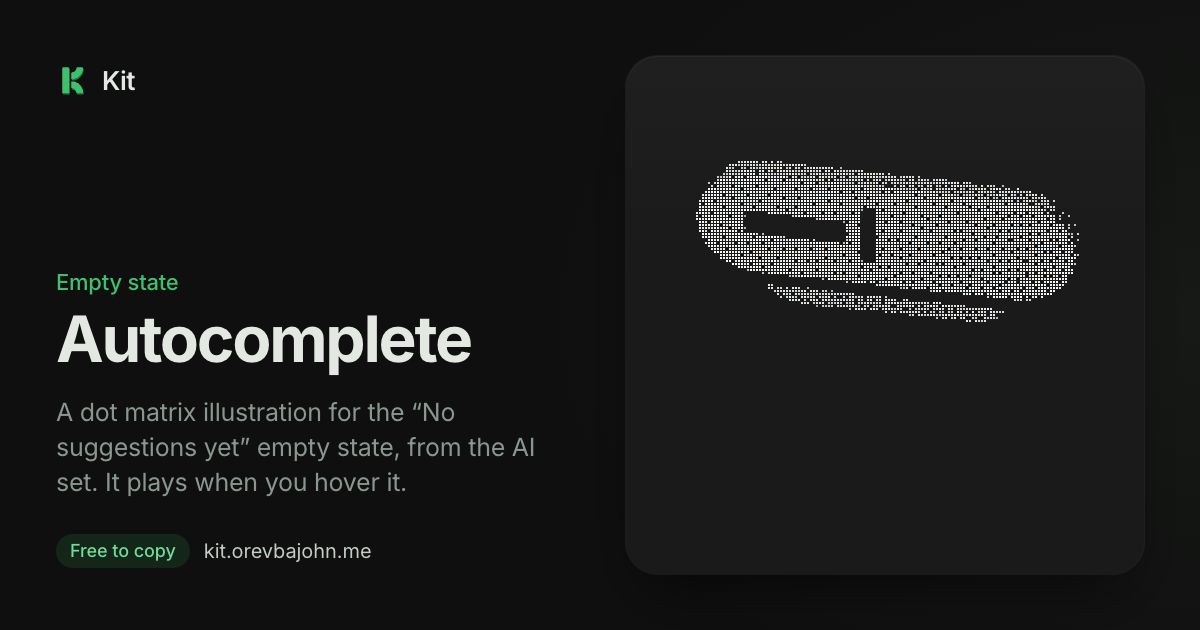 Kit
Empty state
Autocomplete
A dot matrix illustration for the “No
suggestions yet” empty state, from the AI
set. It plays when you hover it.
Free to copy
kit.orevbajohn.me